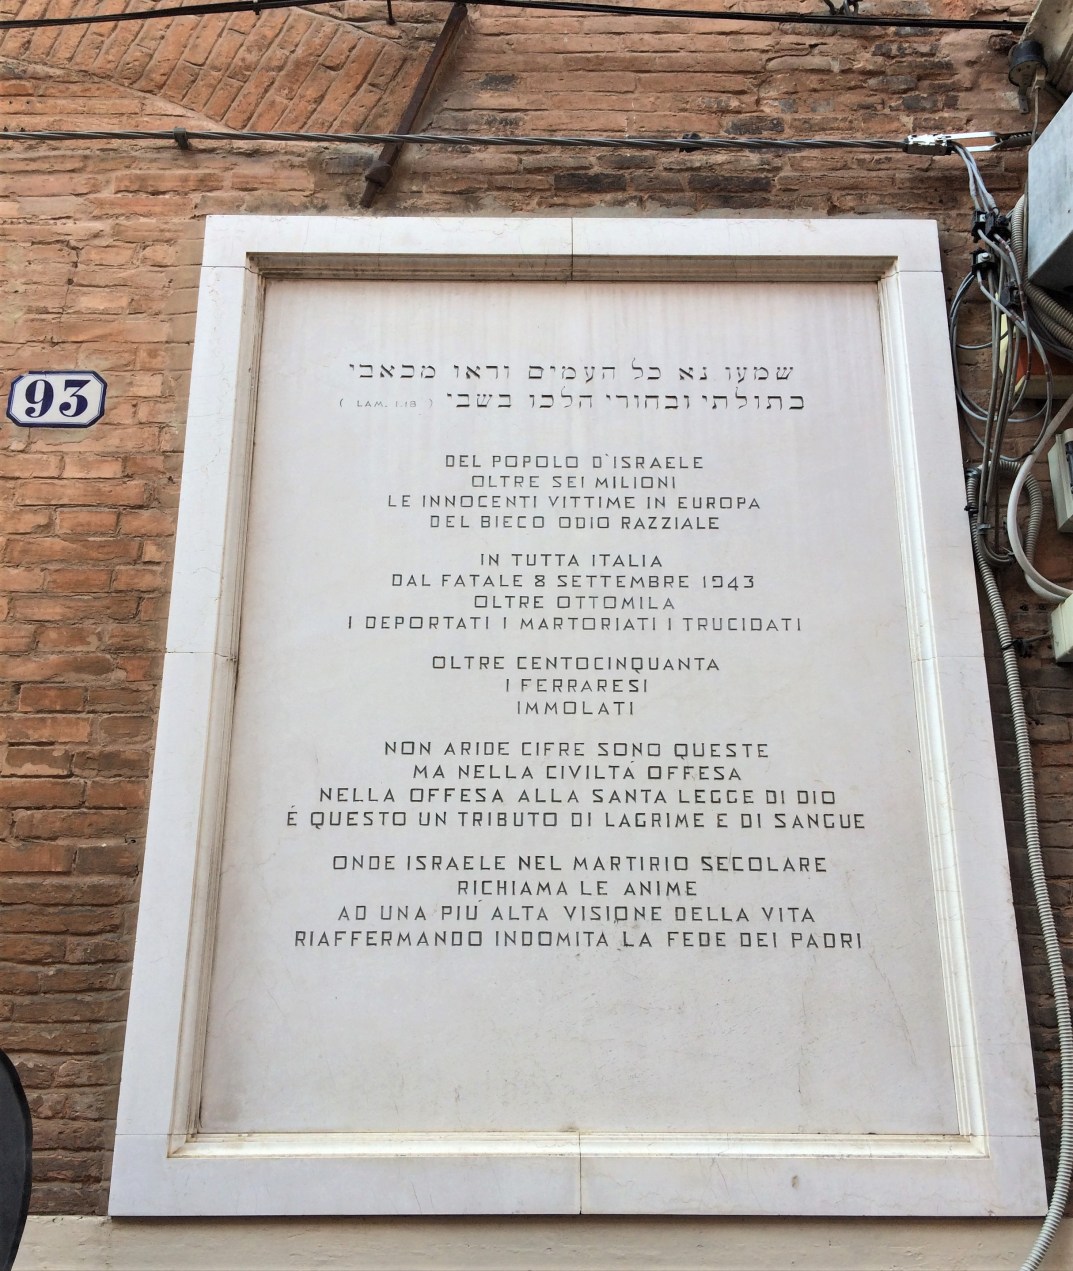 93
שמעו נא כל העמים וראו מכאבי
בתולתי ובחורי הלכו בשבי ( LAM. I.18 )
DEL POPOLO D'ISRAELE
OLTRE SEI MILIONI
LE INNOCENTI VITTIME IN EUROPA
DEL BIECO ODIO RAZZIALE
IN TUTTA ITALIA
DAL FATALE 8 SETTEMBRE 1943
OLTRE OTTOMILA
I DEPORTATI I MARTORIATI I TRUCIDATI
OLTRE CENTOCINQUANTA
I FERRARESI
IMMOLATI
NON ARIDE CIFRE SONO QUESTE
MA NELLA CIVILTÁ OFFESA
NELLA OFFESA ALLA SANTA LEGGE DI DIO
É QUESTO UN TRIBUTO DI LAGRIME E DI SANGUE
ONDE ISRAELE NEL MARTIRIO SECOLARE
RICHIAMA LE ANIME
AD UNA PIÚ ALTA VISIONE DELLA VITA
RIAFFERMANDO INDOMITA LA FEDE DEI PADRI